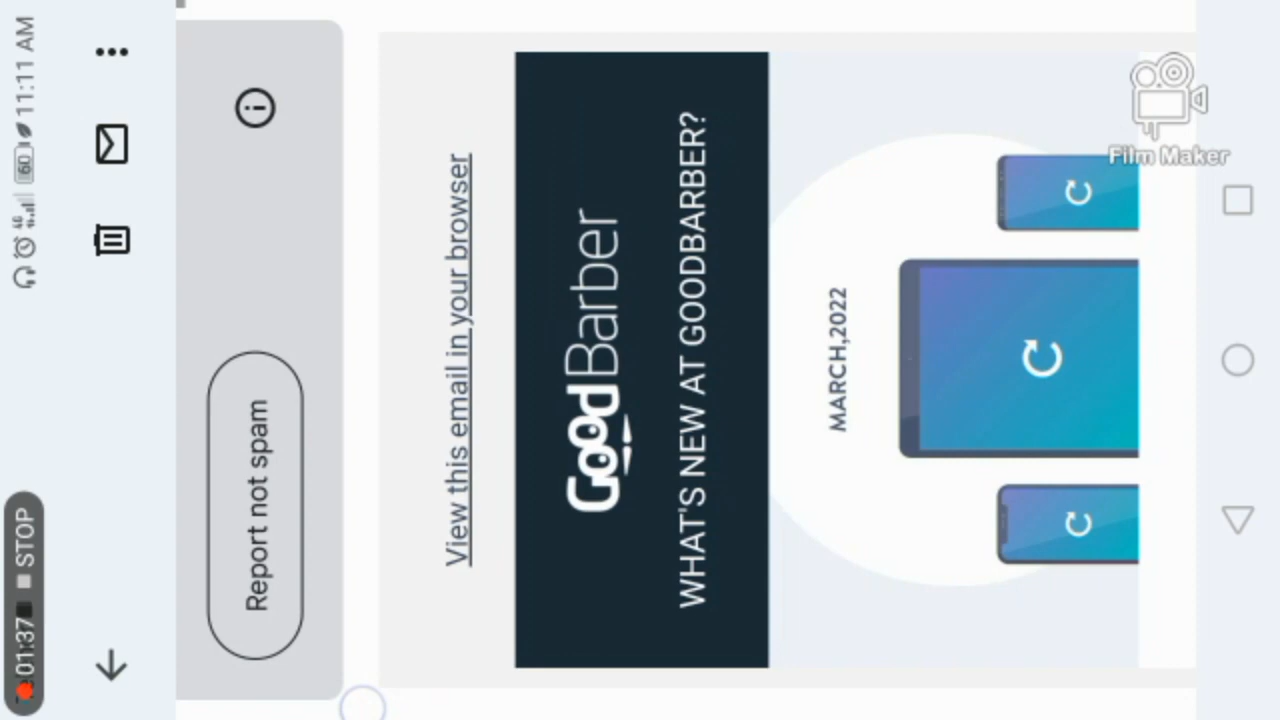 01:37 STOP
60 11:11 AM
Report not spam
View this email in your browser
GoodBarber
WHAT'S NEW AT GOODBARBER?
MARCH,2022
Film Maker